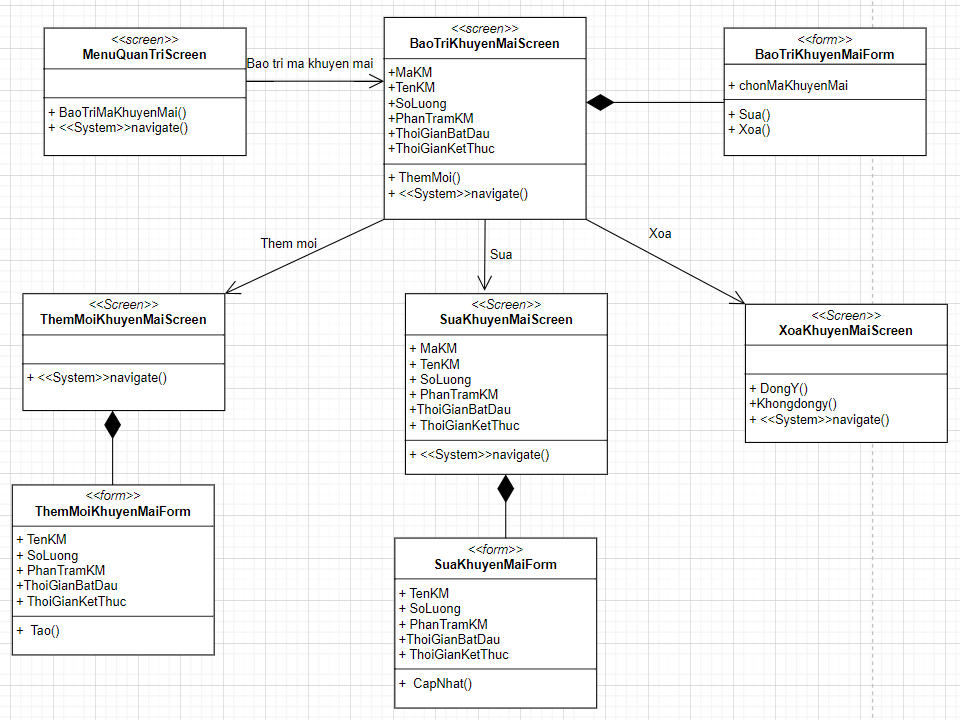 <<screen>>
MenuQuanTriScreen
+ BaoTriMaKhuyenMai()
+ <<System>>navigate()
Bao tri ma khuyen mai
<<screen>>
BaoTriKhuyenMaiScreen
+MaKM
+TenKM
+SoLuong
+PhanTramKM
+ThoiGianBatDau
+ThoiGianKetThuc
+ ThemMoi()
+ <<System>>navigate()
<<form>>
BaoTriKhuyenMaiForm
+ chonMaKhuyenMai
+ Sua()
+ Xoa()
Them moi
Sua
Xoa
<<Screen>>
ThemMoiKhuyenMaiScreen
+ <<System>>navigate()
<<Screen>>
SuaKhuyenMaiScreen
+ MaKM
+ TenKM
+ SoLuong
+ PhanTramKM
+ThoiGianBatDau
+ ThoiGianKetThuc
+ <<System>>navigate()
<<Screen>>
XoaKhuyenMaiScreen
+ DongY()
+Khongdongy()
+ <<System>>navigate()
<<form>>
ThemMoiKhuyenMaiForm
+ TenKM
+ SoLuong
+ PhanTramKM
+ThoiGianBatDau
+ ThoiGianKetThuc
+ Tao()
<<form>>
SuaKhuyenMaiForm
+ TenKM
+ SoLuong
+ PhanTramKM
+ThoiGianBatDau
+ ThoiGianKetThuc
+ CapNhat()